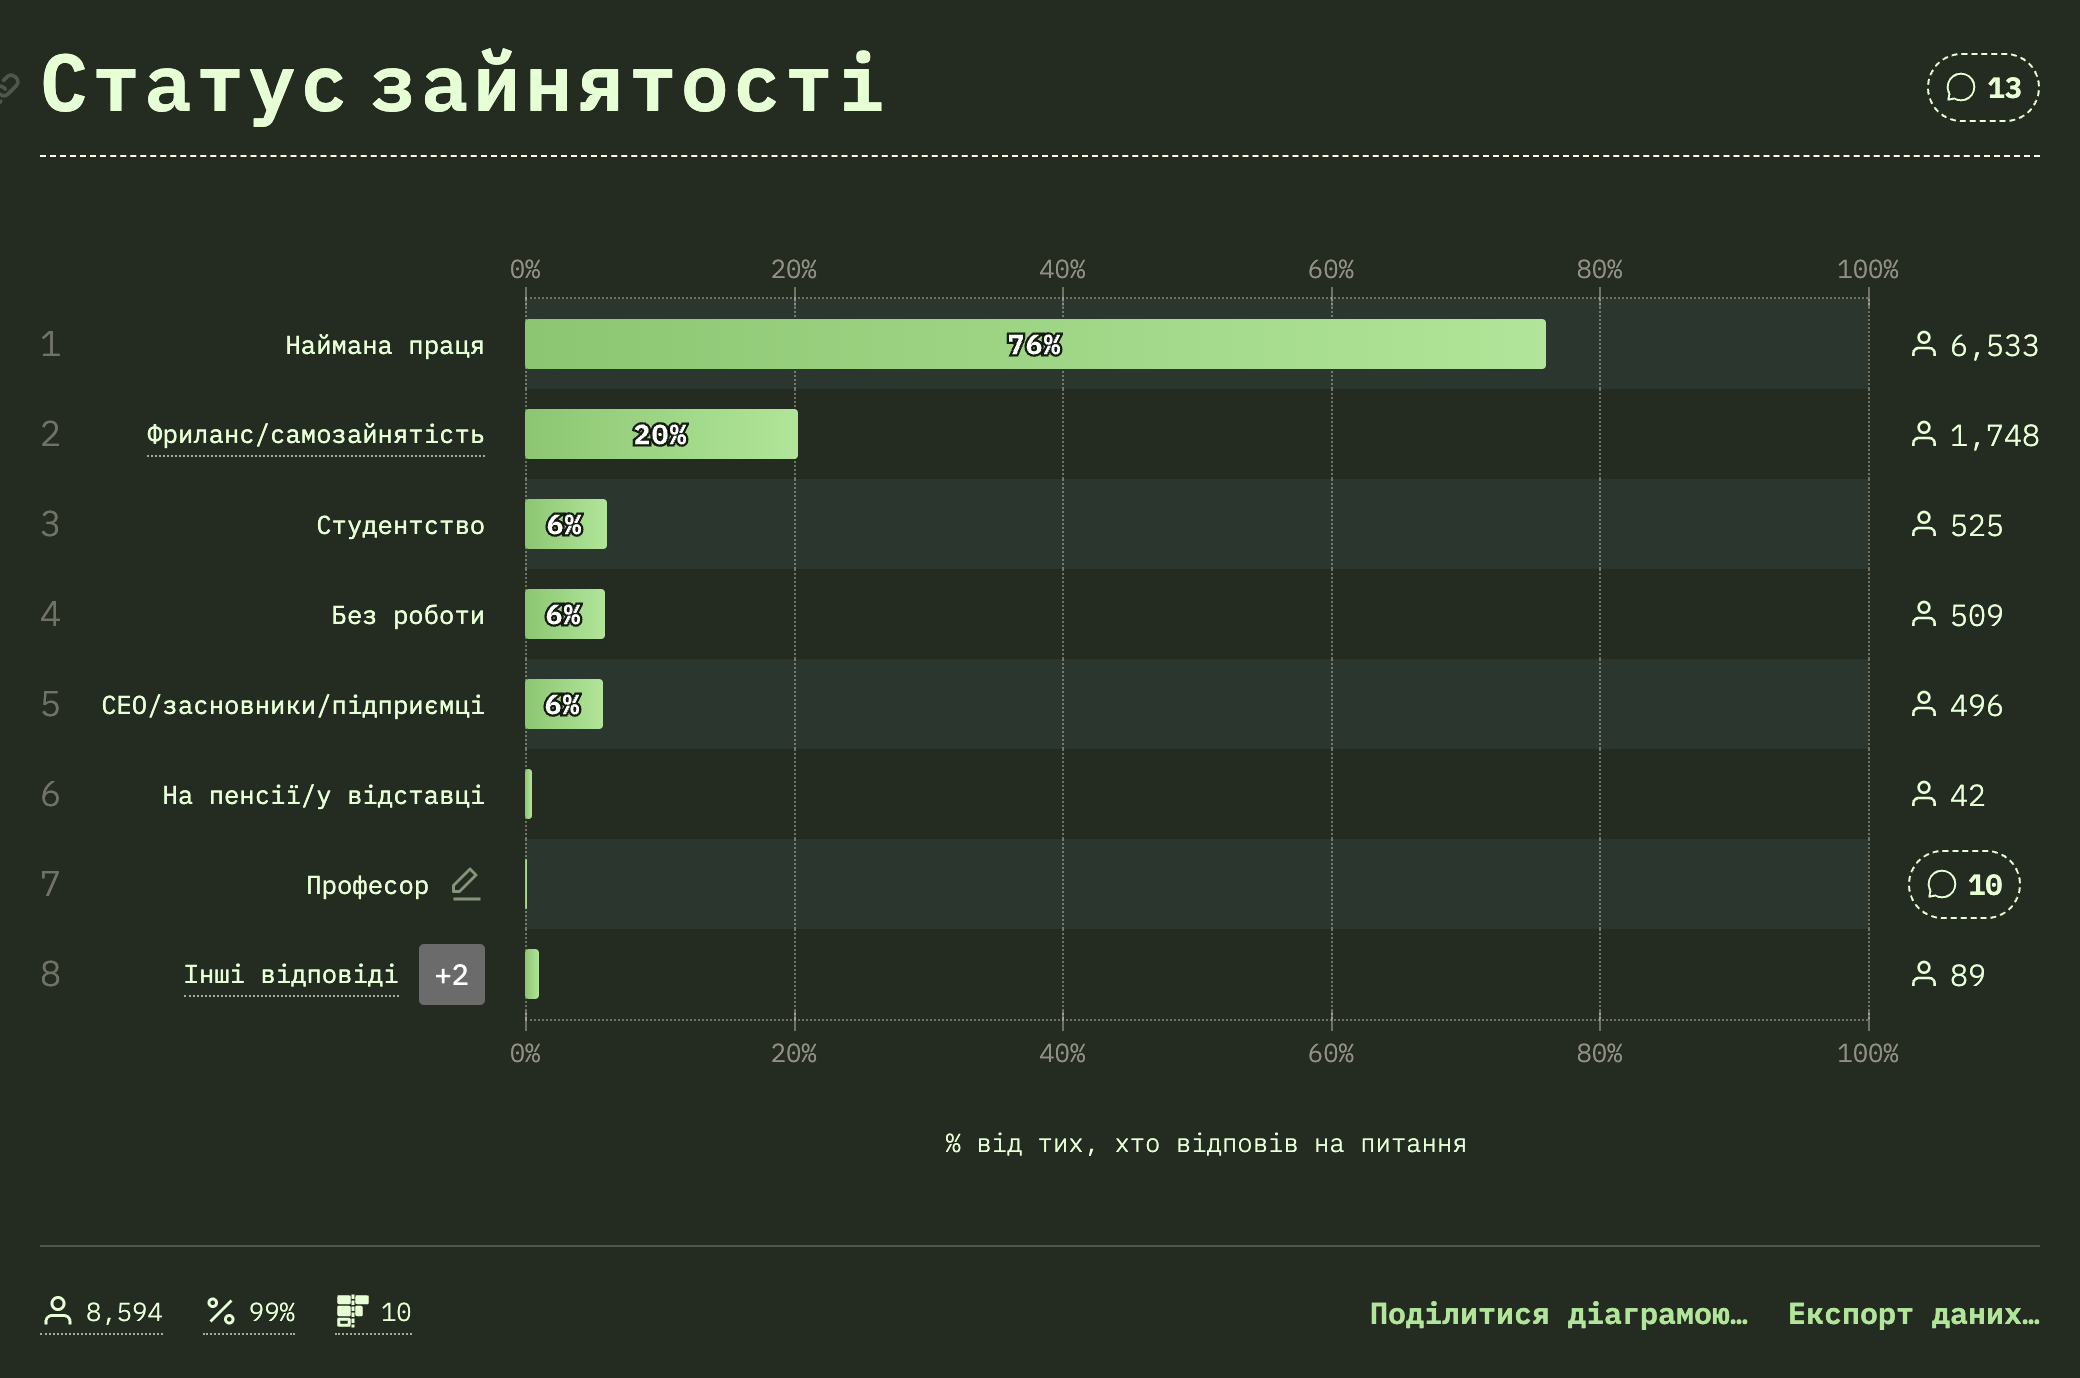 Статус зайнятості
13
0% 20% 40% 60% 80% 100%
1 Наймана праця 76% 6,533
2 Фриланс/самозайнятість 20% 1,748
3 Студентство 6% 525
4 Без роботи 6% 509
5 CEO/засновники/підприємці 6% 496
6 На пенсії/у відставці 42
7 Професор 10
8 Інші відповіді +2 89
0% 20% 40% 60% 80% 100%
% від тих, хто відповів на питання
8,594 99% 10 Поділитися діаграмою… Експорт даних…